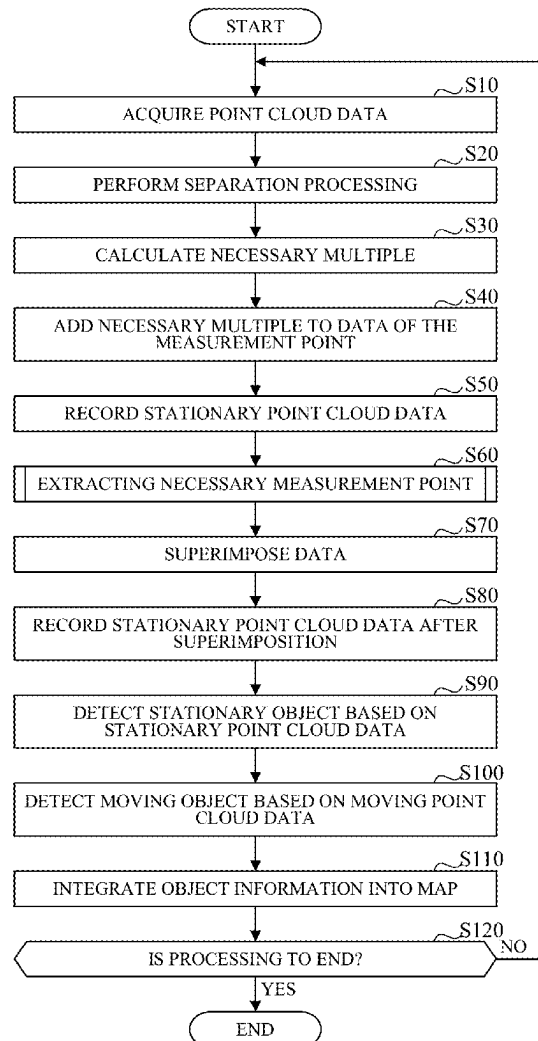 START
S10
ACQUIRE POINT CLOUD DATA
S20
PERFORM SEPARATION PROCESSING
S30
CALCULATE NECESSARY MULTIPLE
S40
ADD NECESSARY MULTIPLE TO DATA OF THE
MEASUREMENT POINT
S50
RECORD STATIONARY POINT CLOUD DATA
S60
EXTRACTING NECESSARY MEASUREMENT POINT
S70
SUPERIMPOSE DATA
S80
RECORD STATIONARY POINT CLOUD DATA AFTER
SUPERIMPOSITION
S90
DETECT STATIONARY OBJECT BASED ON
STATIONARY POINT CLOUD DATA
S100
DETECT MOVING OBJECT BASED ON MOVING POINT
CLOUD DATA
S110
INTEGRATE OBJECT INFORMATION INTO MAP
S120
IS PROCESSING TO END?
NO
YES
END